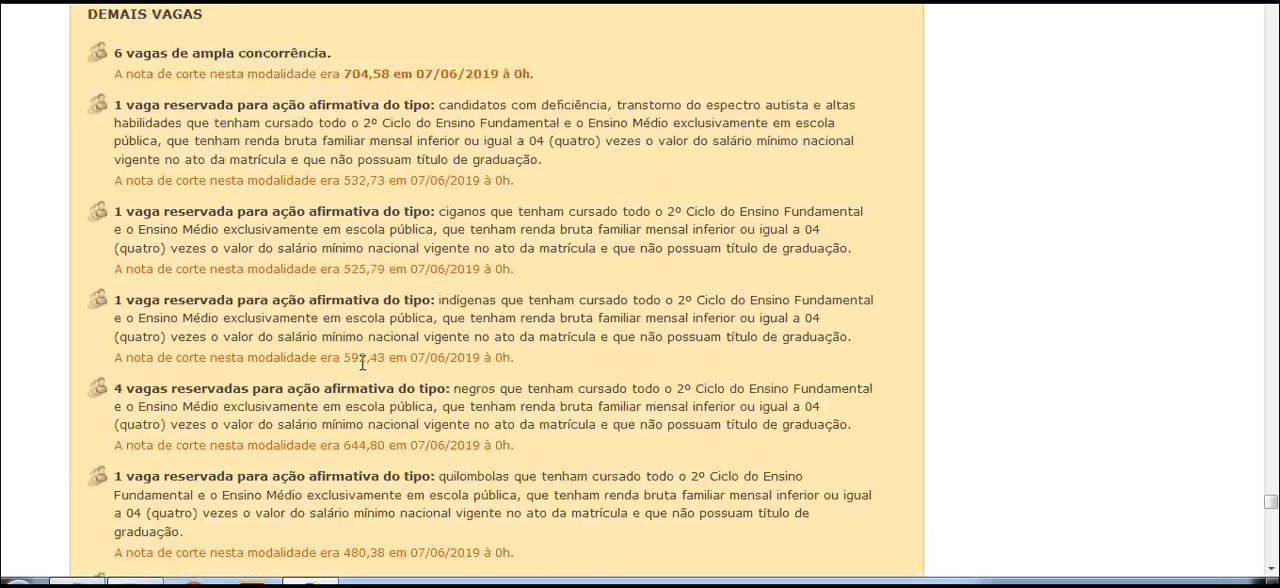 DEMAIS VAGAS
6 vagas de ampla concorrência.
A nota de corte nesta modalidade era 704,58 em 07/06/2019 à 0h.
1 vaga reservada para ação afirmativa do tipo: candidatos com deficiência, transtorno do espectro autista e altas
habilidades que tenham cursado todo o 2º Ciclo do Ensino Fundamental e o Ensino Médio exclusivamente em escola
pública, que tenham renda bruta familiar mensal inferior ou igual a 04 (quatro) vezes o valor do salário mínimo nacional
vigente no ato da matrícula e que não possuam título de graduação.
A nota de corte nesta modalidade era 532,73 em 07/06/2019 à 0h.
1 vaga reservada para ação afirmativa do tipo: ciganos que tenham cursado todo o 2º Ciclo do Ensino Fundamental
e o Ensino Médio exclusivamente em escola pública, que tenham renda bruta familiar mensal inferior ou igual a 04
(quatro) vezes o valor do salário mínimo nacional vigente no ato da matrícula e que não possuam título de graduação.
A nota de corte nesta modalidade era 525,79 em 07/06/2019 à 0h.
1 vaga reservada para ação afirmativa do tipo: indígenas que tenham cursado todo o 2º Ciclo do Ensino Fundamental
e o Ensino Médio exclusivamente em escola pública, que tenham renda bruta familiar mensal inferior ou igual a 04
(quatro) vezes o valor do salário mínimo nacional vigente no ato da matrícula e que não possuam título de graduação.
A nota de corte nesta modalidade era em 07/06/2019 à 0h.
4 vagas reservadas para ação afirmativa do tipo: negros que tenham cursado todo o 2º Ciclo do Ensino Fundamental
e o Ensino Médio exclusivamente em escola pública, que tenham renda bruta familiar mensal inferior ou igual a 04
(quatro) vezes o valor do salário mínimo nacional vigente no ato da matrícula e que não possuam título de graduação.
A nota de corte nesta modalidade era 644,80 em 07/06/2019 à 0h.
1 vaga reservada para ação afirmativa do tipo: quilombolas que tenham cursado todo o 2º Ciclo do Ensino
Fundamental e o Ensino Médio exclusivamente em escola pública, que tenham renda bruta familiar mensal inferior ou igual
a 04 (quatro) vezes o valor do salário mínimo nacional vigente no ato da matrícula e que não possuam título de
graduação.
A nota de corte nesta modalidade era 480,38 em 07/06/2019 à 0h.